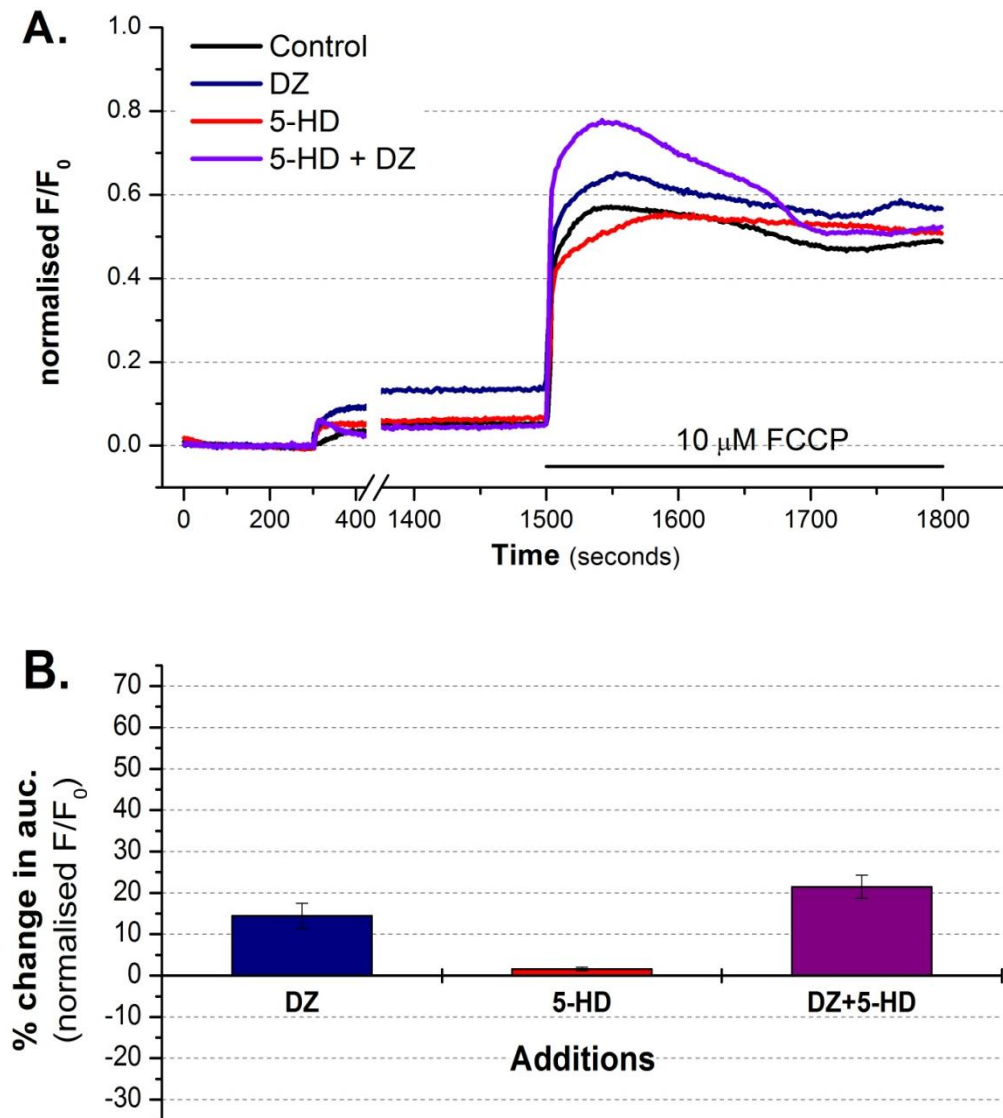 A.
Control
DZ
5-HD
5-HD + DZ
normalised F/F₀
1.0
0.8
0.6
0.4
0.2
0.0
10 μM FCCP
0 200 400 1400 1500 1600 1700 1800
Time (seconds)
B.
% change in auc.
(normalised F/F₀)
70
60
50
40
30
20
10
0
-10
-20
-30
DZ 5-HD DZ+5-HD
Additions